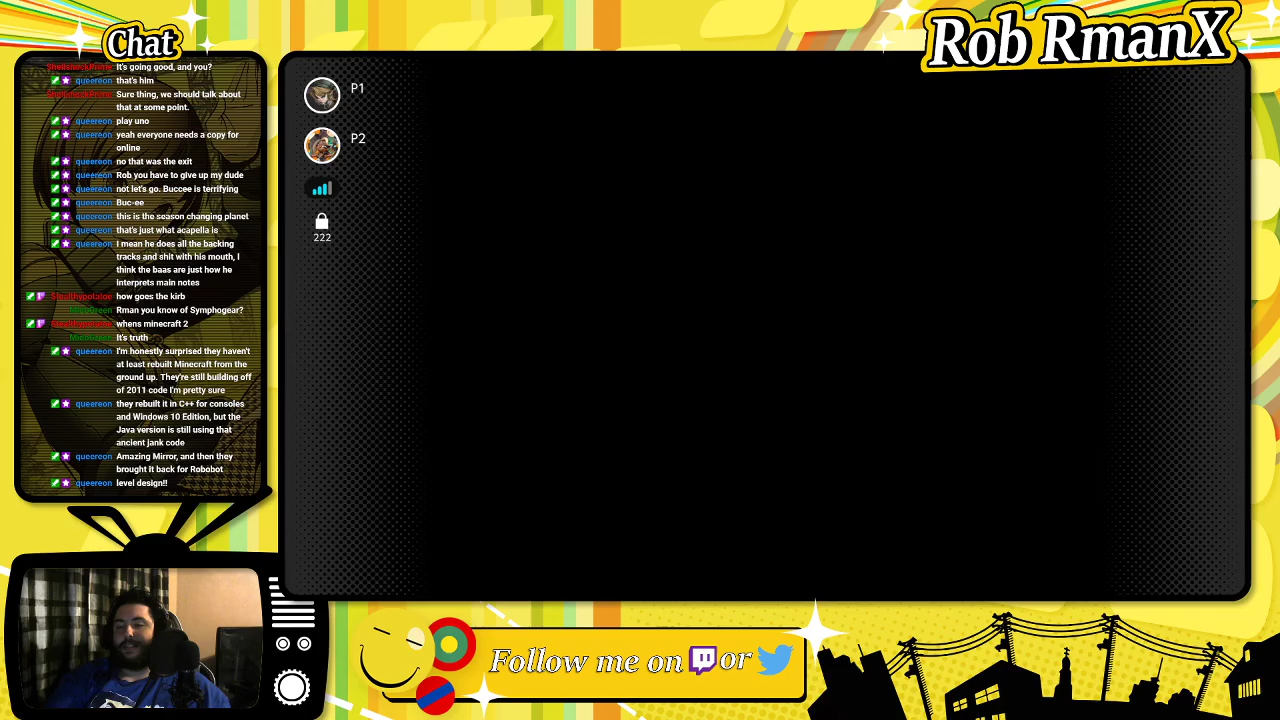 Chat
Rob RmanX
It's going good, and you?
queereon that's him
Sure thing, we should talk about
that at some point.
queereon play uno
queereon yeah everyone needs a copy for
online
queereon no that was the exit
queereon Rob you have to give up my dude
queereon not let's go. Buccee is terrifying
queereon Buc-ee
queereon this is the season changing planet
queereon that's just what acapella is
queereon I mean he does all the backing
tracks and shit with his mouth, I
think the baas are just how he
interprets main notes
Stealthypotatoe how goes the kirb
Rman you know of Symphogear?
Stealthypotatoe whens minecraft 2
It's truth
queereon I'm honestly surprised they haven't
at least rebuilt Minecraft from the
ground up. They're still building off
of 2011 code I'm pretty sure
queereon they rebuilt it in C++ for consoles
and Windows 10 Edition, but the
Java version is still using that
ancient jank code
queereon Amazing Mirror, and then they
brought it back for Robobot
queereon level design!!
P1
P2
222
Follow me on or